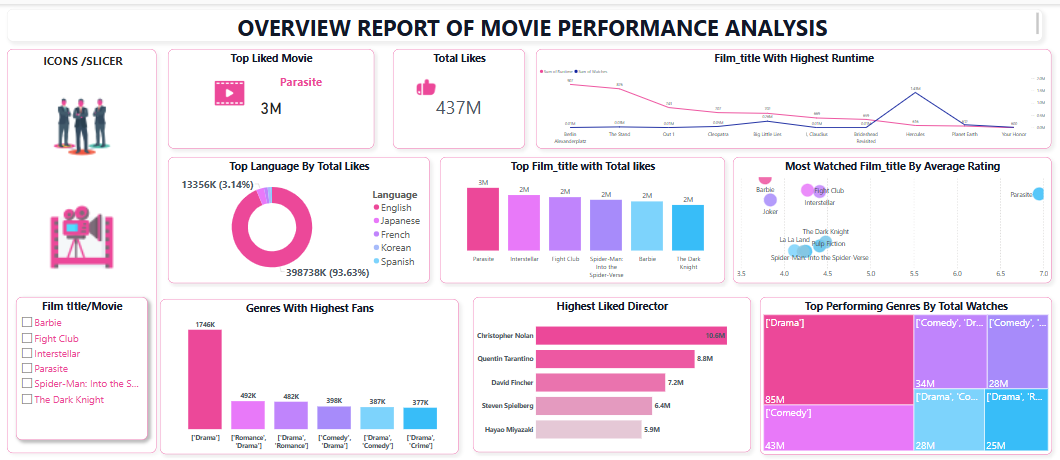 OVERVIEW REPORT OF MOVIE PERFORMANCE ANALYSIS
ICONS /SLICER
Top Liked Movie
Parasite
3M
Total Likes
437M
Film_title With Highest Runtime
Sum of Runtime
Sum of Watches
Berlin
Alexanderplatz
The Stand
Out 1
Cleopatra
Big Little Lies
I, Claudius
Brideshead
Revisited
Hercules
Planet Earth
Your Honor
Top Language By Total Likes
13356K (3.14%)
398738K (93.63%)
Language
English
Japanese
French
Korean
Spanish
Top Film_title with Total likes
3M
2M
2M
2M
2M
2M
Parasite
Interstellar
Fight Club
Spider-Man:
Into the
Spider-Verse
Barbie
The Dark
Knight
Most Watched Film_title By Average Rating
Barbie
Joker
Fight Club
Interstellar
Parasite
The Dark Knight
La La Land
Pulp Fiction
Spider-Man: Into the Spider-Verse
3.5
4.0
4.5
5.0
5.5
6.0
6.5
7.0
Film title/Movie
Barbie
Fight Club
Interstellar
Parasite
Spider-Man: Into the S...
The Dark Knight
Genres With Highest Fans
1746K
492K
482K
398K
387K
377K
['Drama']
['Romance',
'Drama']
['Drama',
'Romance']
['Comedy',
'Drama']
['Drama',
'Comedy']
['Drama',
'Crime']
Highest Liked Director
Christopher Nolan
10.6M
Quentin Tarantino
8.8M
David Fincher
7.2M
Steven Spielberg
6.4M
Hayao Miyazaki
5.9M
Top Performing Genres By Total Watches
['Drama']
85M
['Comedy']
43M
['Comedy', 'Dr...
34M
['Comedy', '...
28M
['Drama', 'Co...
28M
['Drama', 'R...
25M